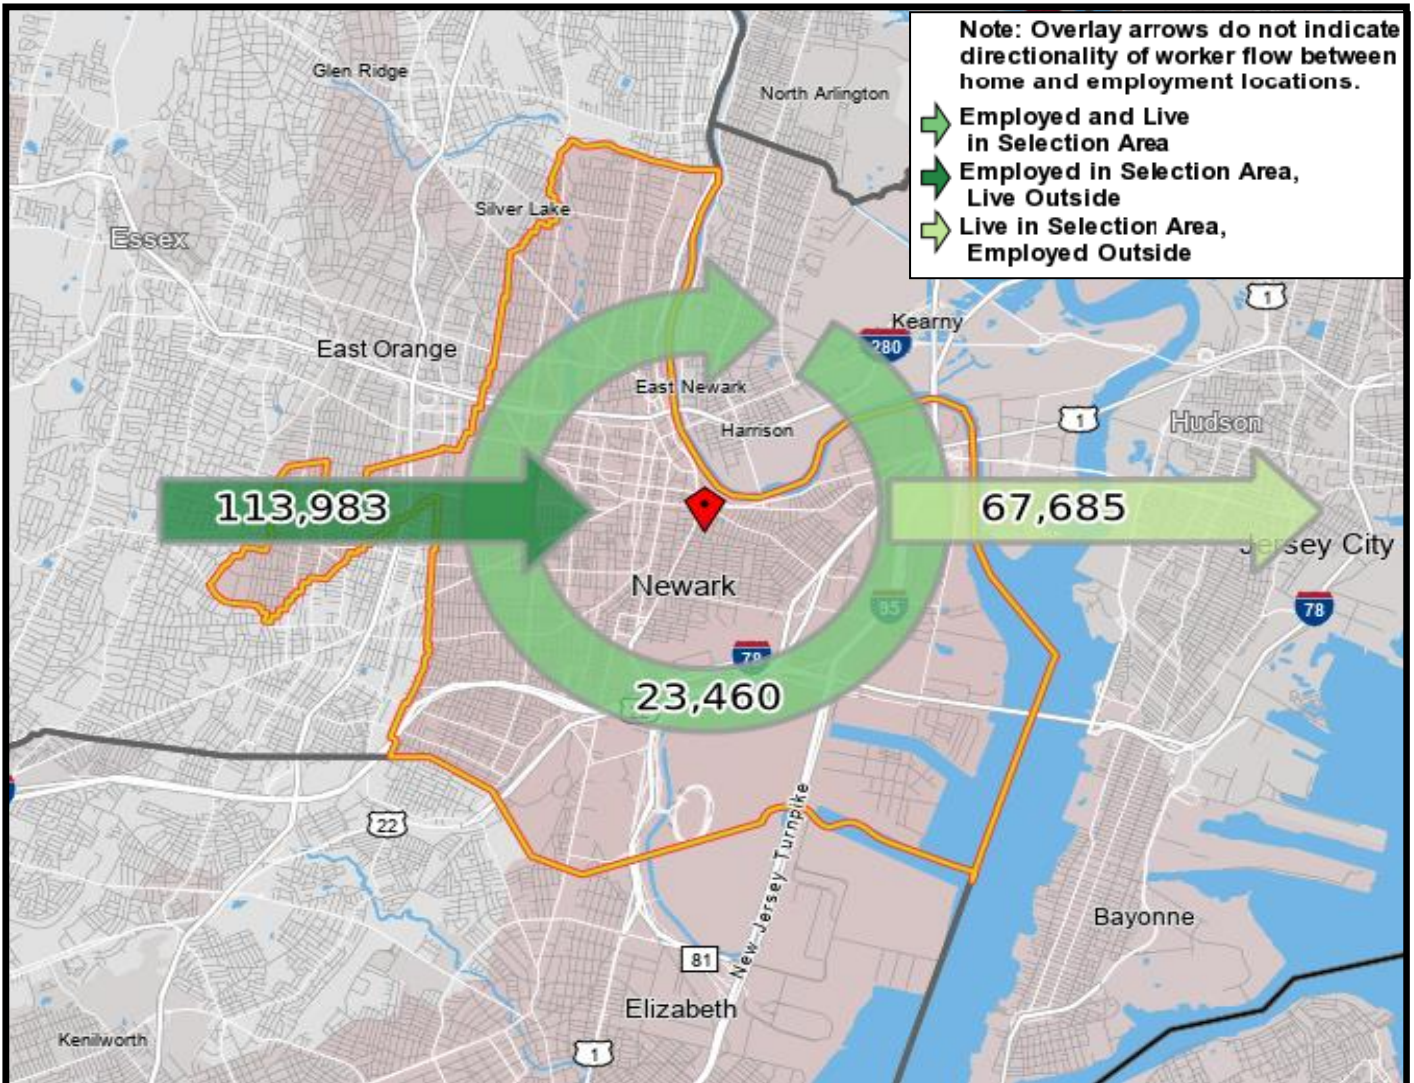 Note: Overlay arrows do not indicate
directionality of worker flow between
home and employment locations.
Employed and Live
in Selection Area
Employed in Selection Area,
Live Outside
Live in Selection Area,
Employed Outside
Glen Ridge
North Arlington
Silver Lake
Essex
1
Kearny
280
East Orange
East Newark
1
Hudson
Harrison
113,983
67,685
Jersey City
Newark
95
78
78
23,460
22
New Jersey Turnpike
Bayonne
81
Elizabeth
Kenilworth
1